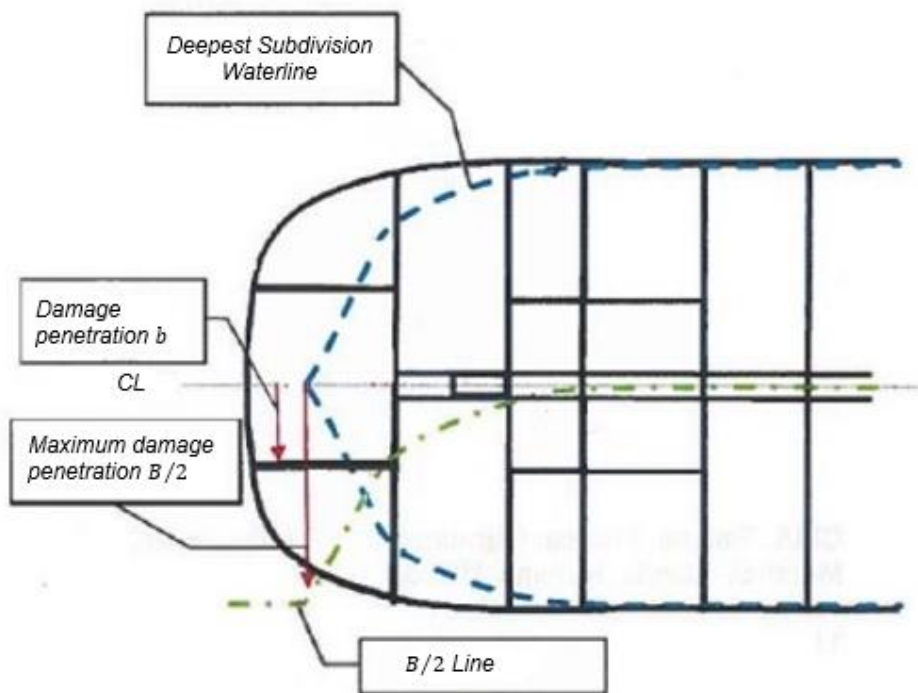 Deepest Subdivision
Waterline
Damage
penetration b
CL
Maximum damage
penetration B/2
B/2 Line